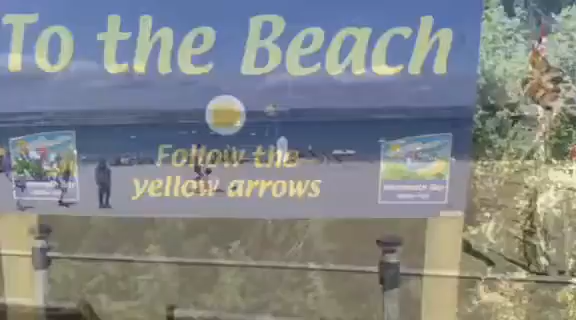 To the Beach
Follow the
yellow arrows